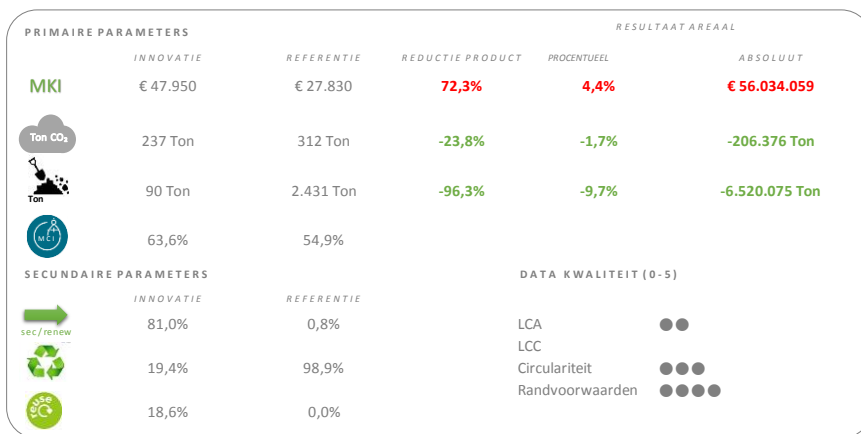 RESULTAAT AREAAL
PRIMAIRE PARAMETERS
INNOVATIE REFERENTIE REDUCTIE PRODUCT PROCENTUEEL ABSOLUUT
MKI € 47.950 € 27.830 72,3% 4,4% € 56.034.059
Ton CO₂ 237 Ton 312 Ton -23,8% -1,7% -206.376 Ton
Ton 90 Ton 2.431 Ton -96,3% -9,7% -6.520.075 Ton
MCI 63,6% 54,9%
SECUNDAIRE PARAMETERS DATA KWALITEIT (0-5)
INNOVATIE REFERENTIE
sec/renew 81,0% 0,8% LCA
LCC
19,4% 98,9% Circulariteit
Randvoorwaarden
reuse 18,6% 0,0%